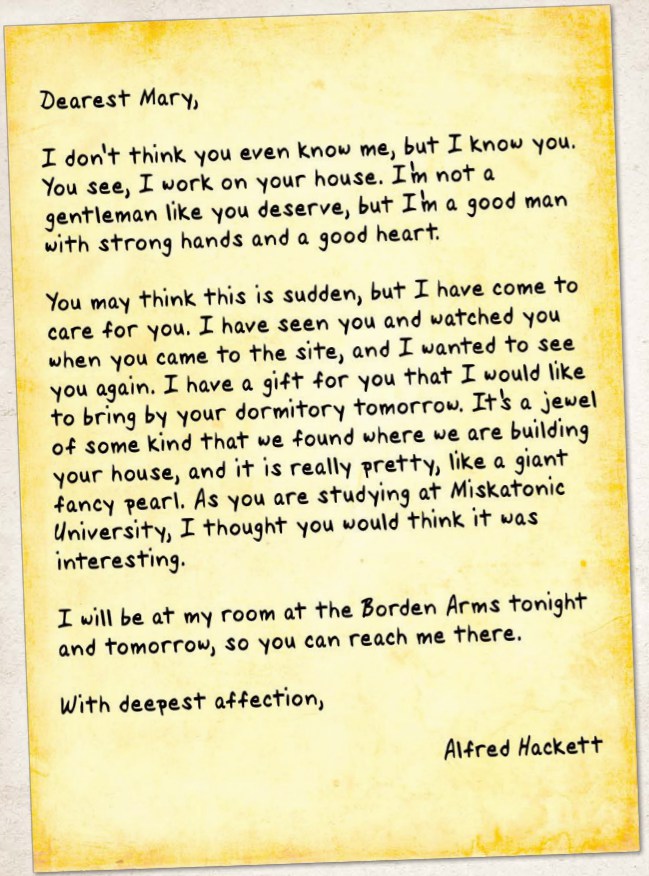 Dearest Mary,
I don't think you even know me, but I know you.
You see, I work on your house. I'm not a
gentleman like you deserve, but I'm a good man
with strong hands and a good heart.
You may think this is sudden, but I have come to
care for you. I have seen you and watched you
when you came to the site, and I wanted to see
you again. I have a gift for you that I would like
to bring by your dormitory tomorrow. It's a jewel
of some kind that we found where we are building
your house, and it is really pretty, like a giant
fancy pearl. As you are studying at Miskatonic
University, I thought you would think it was
interesting.
I will be at my room at the Borden Arms tonight
and tomorrow, so you can reach me there.
With deepest affection,
Alfred Hackett